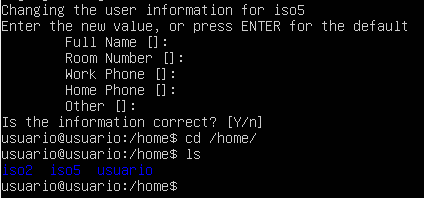 Changing the user information for iso5
Enter the new value, or press ENTER for the default
Full Name []:
Room Number []:
Work Phone []:
Home Phone []:
Other []:
Is the information correct? [Y/n]
usuario@usuario:/home$ cd /home/
usuario@usuario:/home$ ls
iso2 iso5 usuario
usuario@usuario:/home$